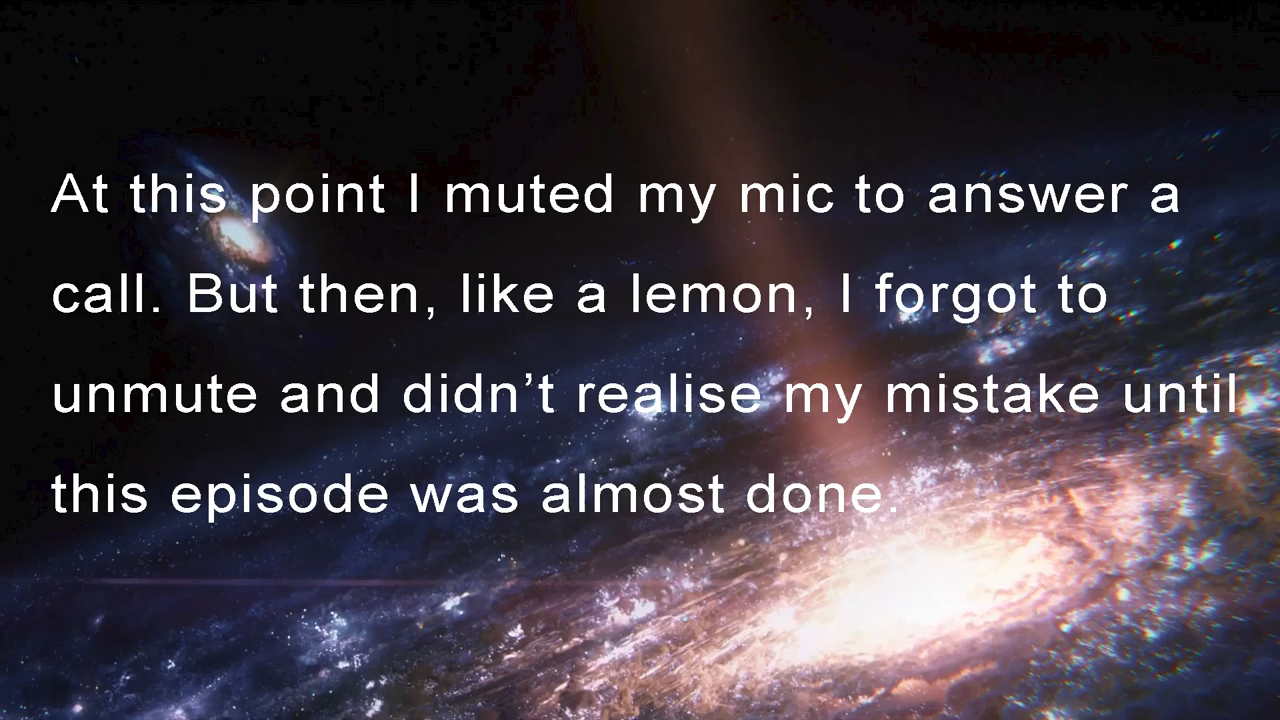 At this point I muted my mic to answer a
call. But then, like a lemon, I forgot to
unmute and didn’t realise my mistake until
this episode was almost done.